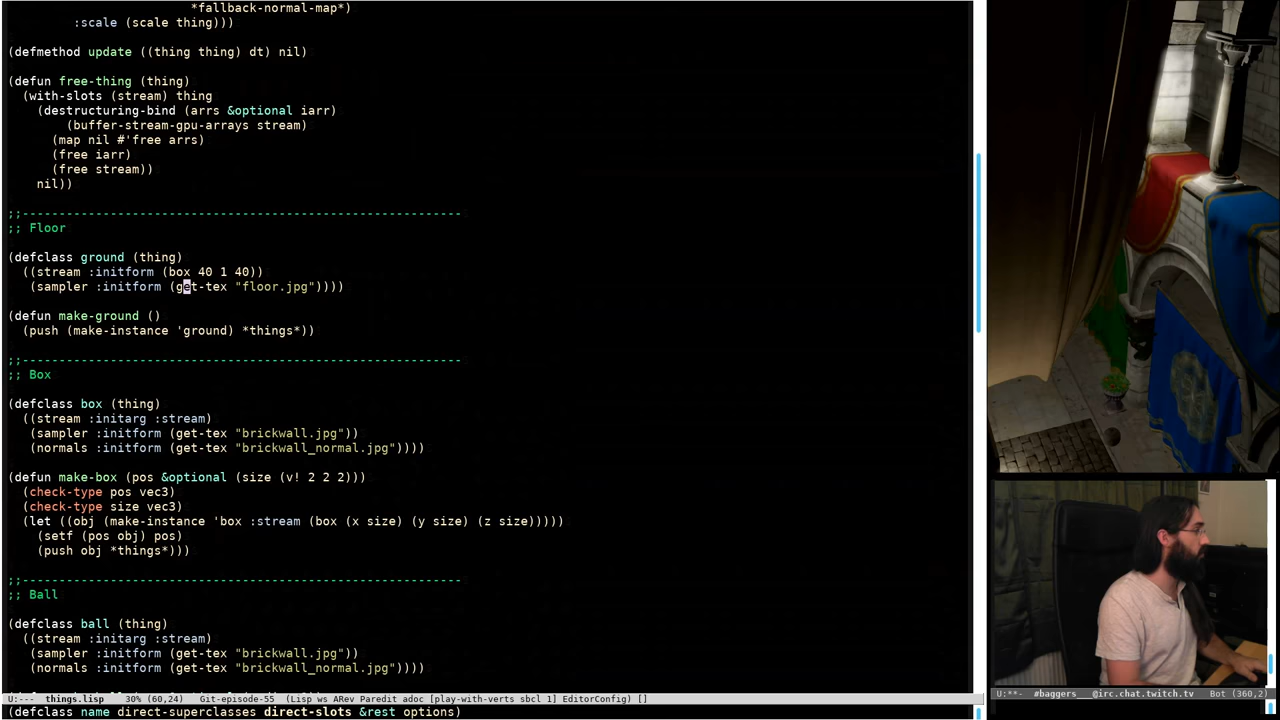 *fallback-normal-map*)
:scale (scale thing)))
(defmethod update ((thing thing) dt) nil)
(defun free-thing (thing)
(with-slots (stream) thing
(destructuring-bind (arrs &optional iarr)
(buffer-stream-gpu-arrays stream)
(map nil #'free arrs)
(free iarr)
(free stream))
nil))
;;------------------------------------------------------------
;; Floor
(defclass ground (thing)
((stream :initform (box 40 1 40))
(sampler :initform (get-tex "floor.jpg"))))
(defun make-ground ()
(push (make-instance 'ground) *things*))
;;------------------------------------------------------------
;; Box
(defclass box (thing)
((stream :initarg :stream)
(sampler :initform (get-tex "brickwall.jpg"))
(normals :initform (get-tex "brickwall_normal.jpg"))))
(defun make-box (pos &optional (size (v! 2 2 2)))
(check-type pos vec3)
(check-type size vec3)
(let ((obj (make-instance 'box :stream (box (x size) (y size) (z size)))))
(setf (pos obj) pos)
(push obj *things*)))
;;------------------------------------------------------------
;; Ball
(defclass ball (thing)
((stream :initarg :stream)
(sampler :initform (get-tex "brickwall.jpg"))
(normals :initform (get-tex "brickwall_normal.jpg"))))
U:--- things.lisp 30% (60,24) Git-episode-55 (Lisp ws ARev Paredit adoc [play-with-verts sbcl 1] EditorConfig) []
(defclass name direct-superclasses direct-slots &rest options)
U:**- #baggers__@irc.chat.twitch.tv Bot (360,2)